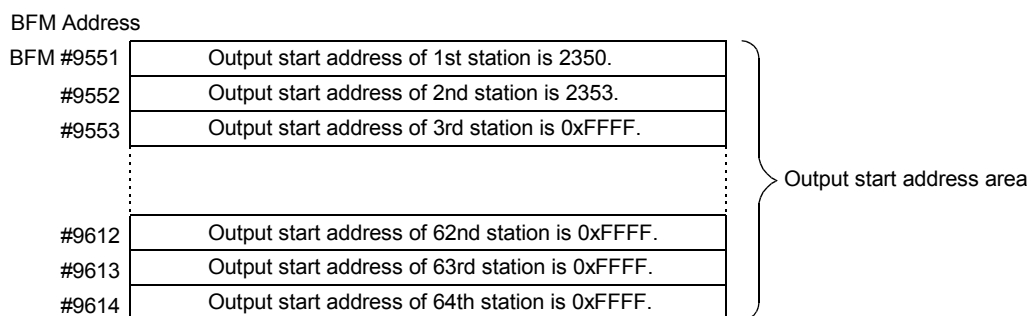 BFM Address
BFM #9551 Output start address of 1st station is 2350.
#9552 Output start address of 2nd station is 2353.
#9553 Output start address of 3rd station is 0xFFFF.
Output start address area
#9612 Output start address of 62nd station is 0xFFFF.
#9613 Output start address of 63rd station is 0xFFFF.
#9614 Output start address of 64th station is 0xFFFF.